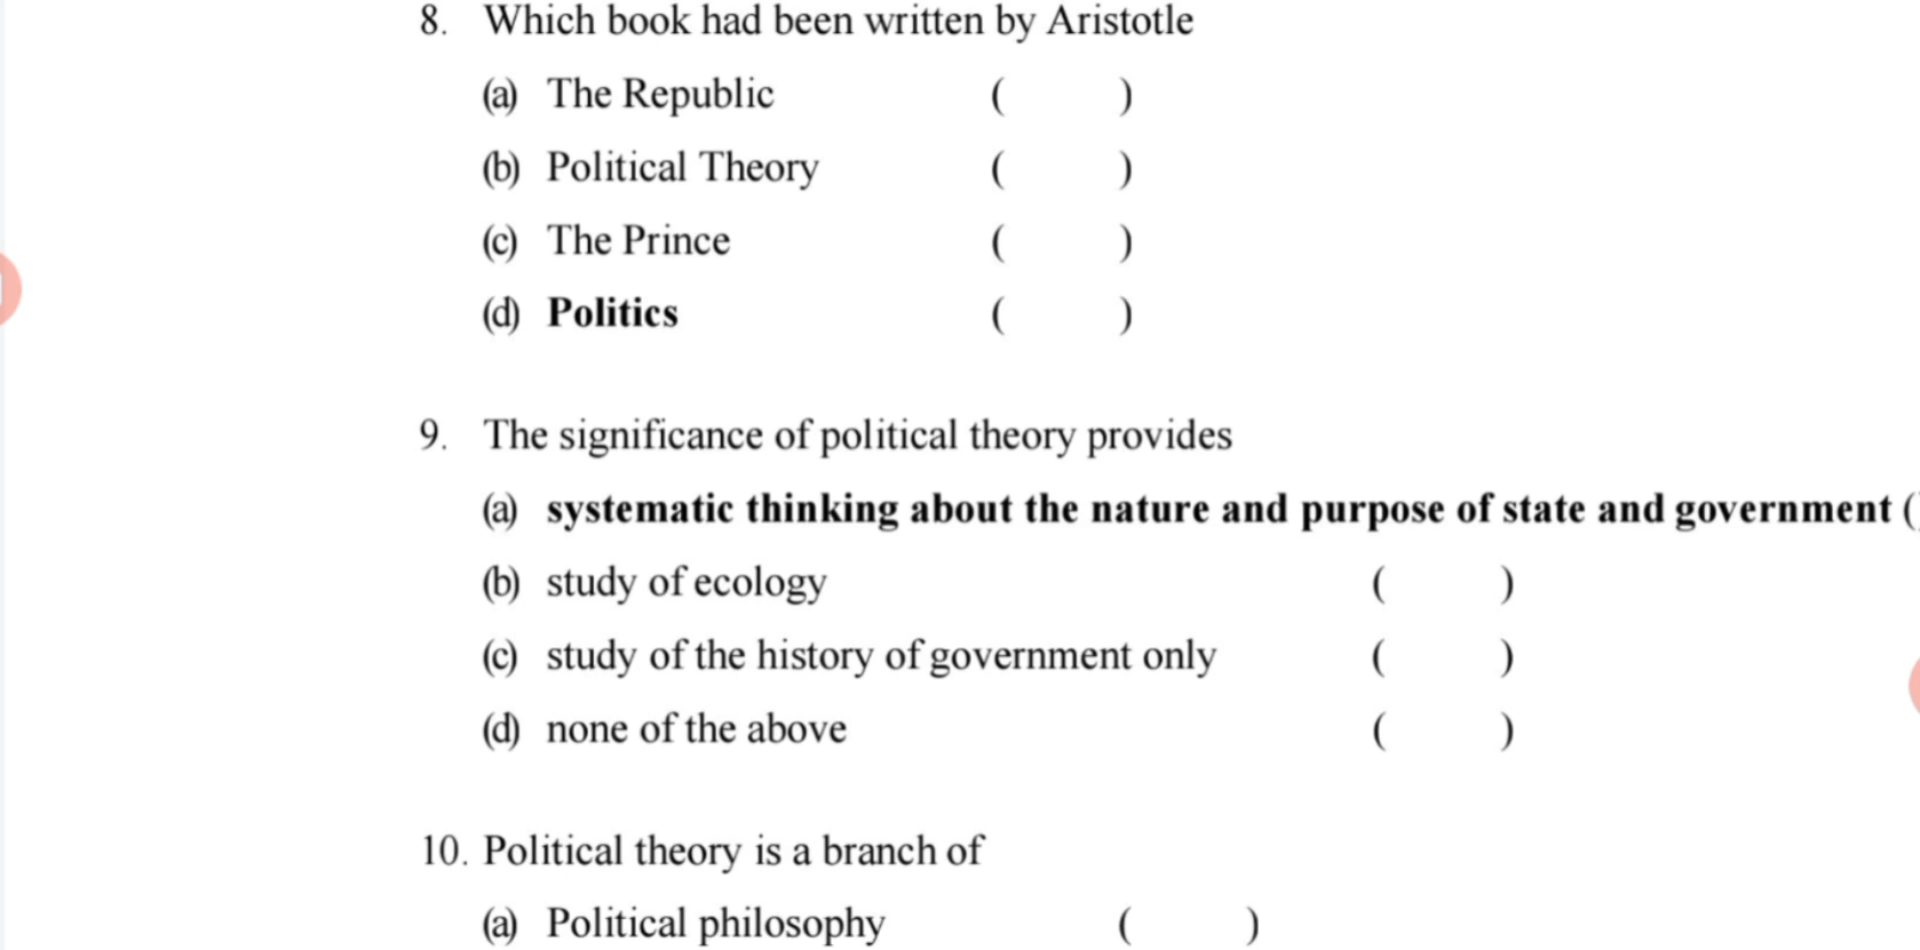 8. Which book had been written by Aristotle
(a) The Republic ( )
(b) Political Theory ( )
(c) The Prince ( )
(d) Politics ( )
9. The significance of political theory provides
(a) systematic thinking about the nature and purpose of state and government (
(b) study of ecology ( )
(c) study of the history of government only ( )
(d) none of the above ( )
10. Political theory is a branch of
(a) Political philosophy ( )